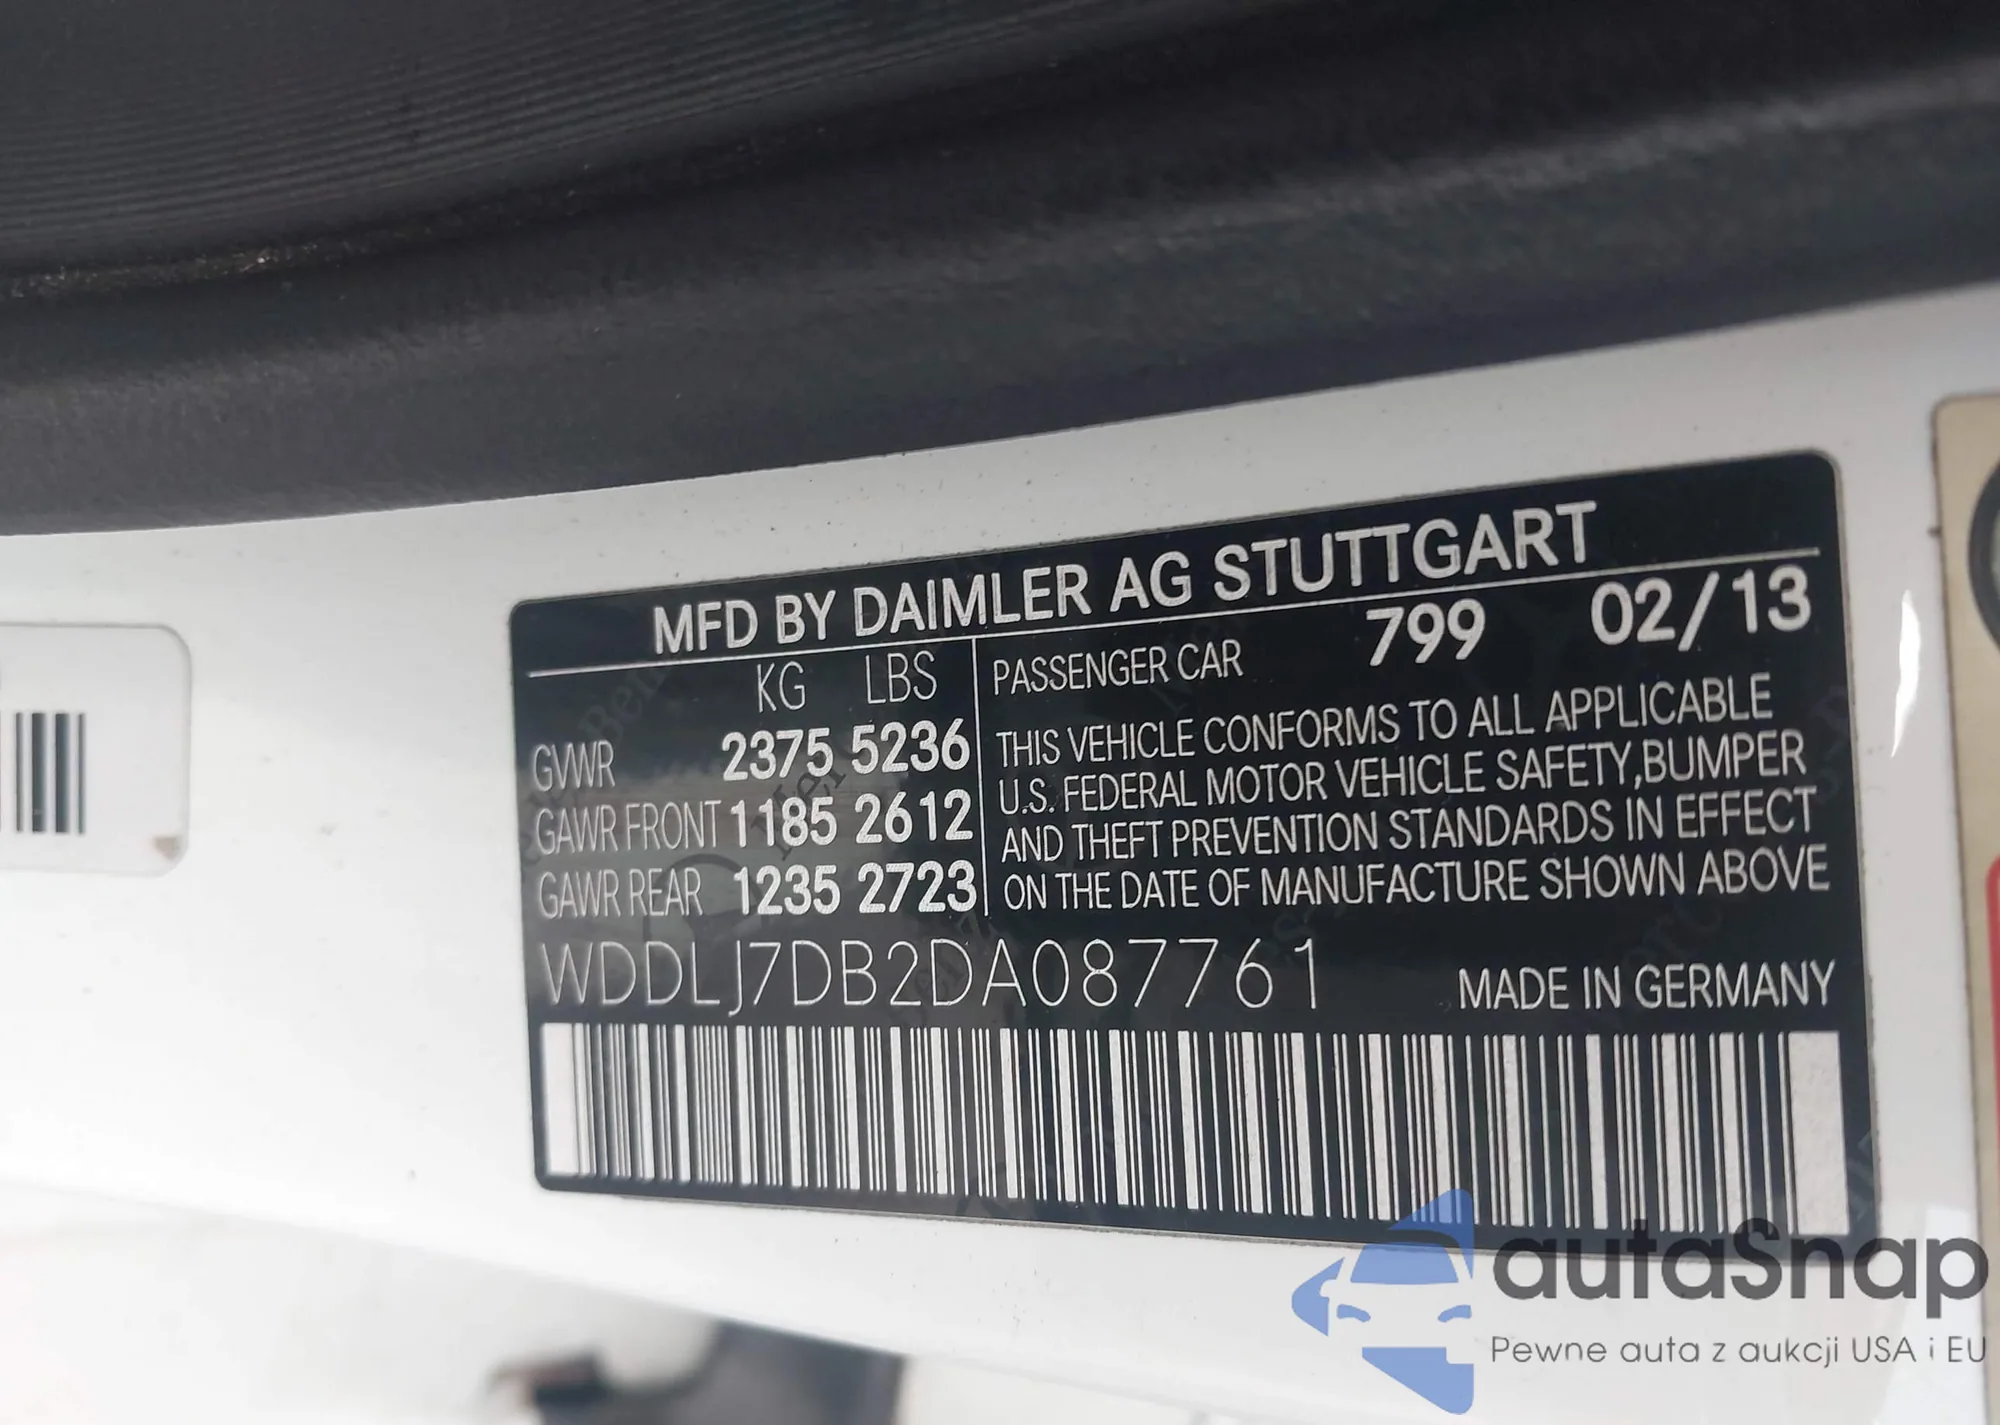 MFD BY DAIMLER AG STUTTGART
KG LBS
GVWR 2375 5236
GAWR FRONT 1185 2612
GAWR REAR 1235 2723
PASSENGER CAR 799 02/13
THIS VEHICLE CONFORMS TO ALL APPLICABLE
U.S. FEDERAL MOTOR VEHICLE SAFETY,BUMPER
AND THEFT PREVENTION STANDARDS IN EFFECT
ON THE DATE OF MANUFACTURE SHOWN ABOVE
WDDLJ7DB2DA087761 MADE IN GERMANY
autaSnap
Pewne auta z aukcji USA i EU